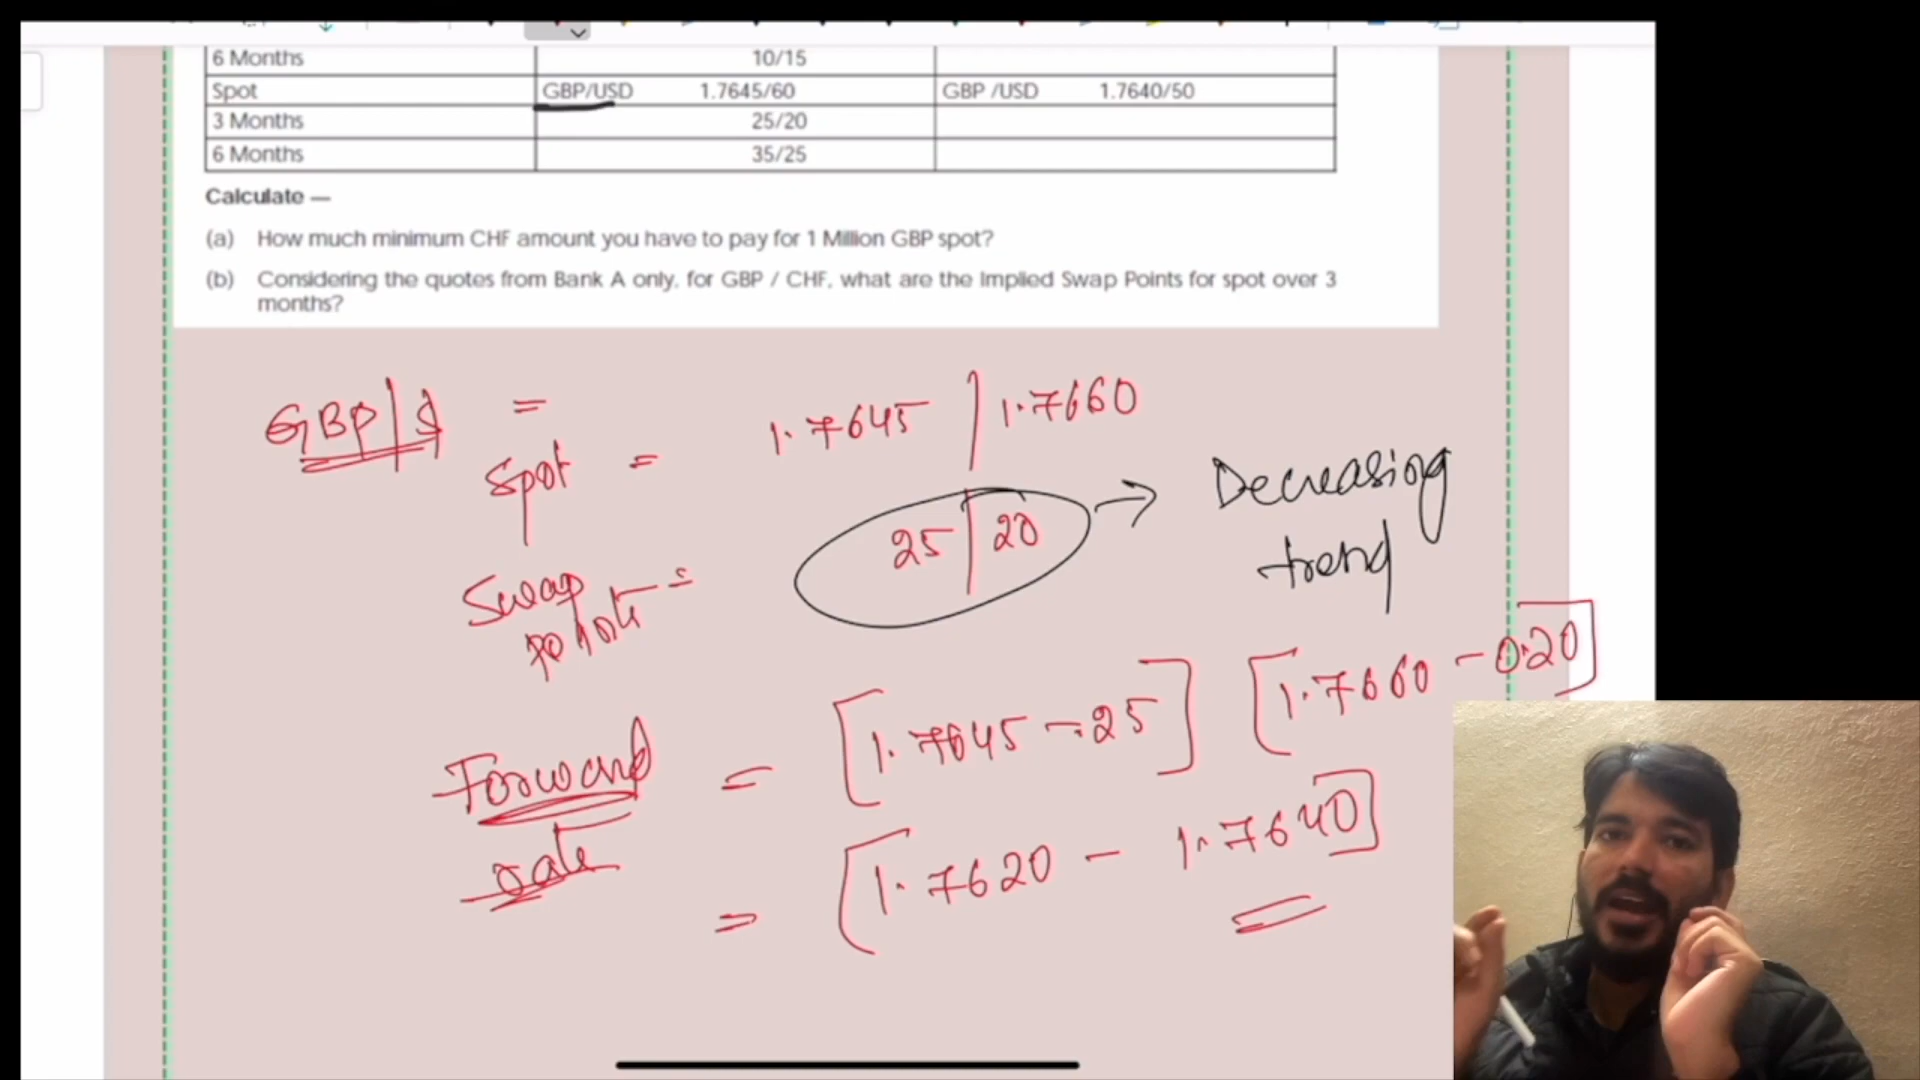 6 Months 10/15
Spot GBP/USD 1.7645/60 GBP /USD 1.7640/50
3 Months 25/20
6 Months 35/25
Calculate —
(a) How much minimum CHF amount you have to pay for 1 Million GBP spot?
(b) Considering the quotes from Bank A only, for GBP / CHF, what are the Implied Swap Points for spot over 3
months?
GBP/$ =
Spot = 1.7645 | 1.7660
Swap points = 25 | 20 → Decreasing trend
Forward rate = [1.7645 - .25] [1.7660 - 0.20]
= [1.7620 - 1.7640]